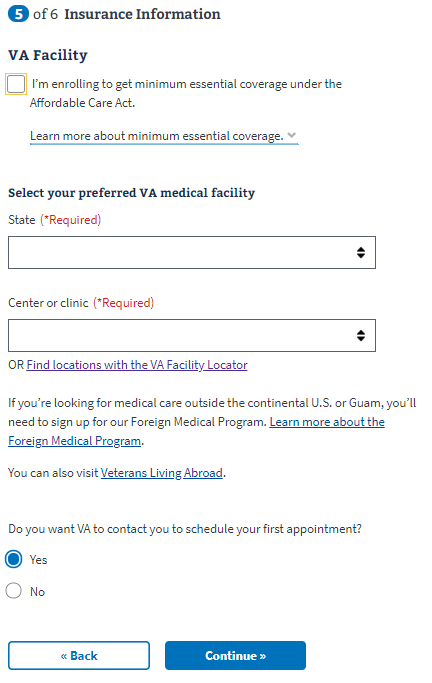 5 of 6 Insurance Information
VA Facility
I'm enrolling to get minimum essential coverage under the
Affordable Care Act.
Learn more about minimum essential coverage.
Select your preferred VA medical facility
State (*Required)
Center or clinic (*Required)
OR Find locations with the VA Facility Locator
If you're looking for medical care outside the continental U.S. or Guam, you'll
need to sign up for our Foreign Medical Program. Learn more about the
Foreign Medical Program.
You can also visit Veterans Living Abroad.
Do you want VA to contact you to schedule your first appointment?
Yes
No
« Back
Continue »